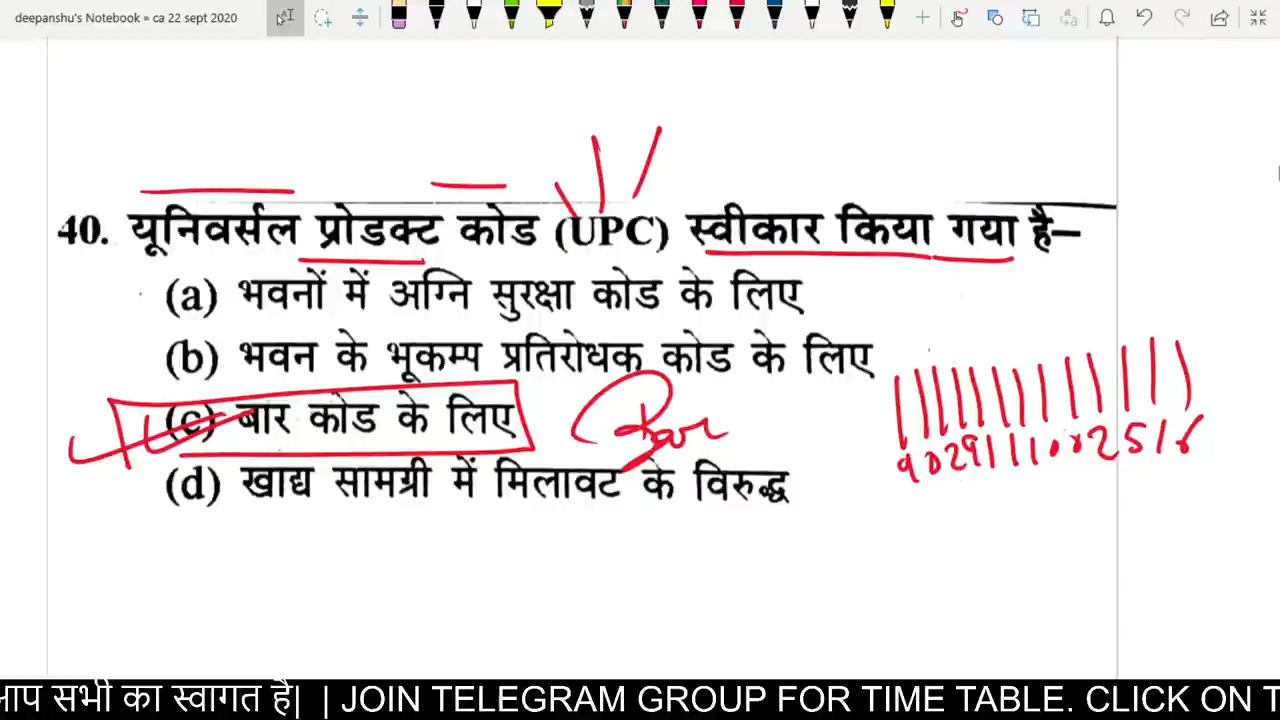 deepanshu's Notebook » ca 22 sept 2020
40. यूनिवर्सल प्रोडक्ट कोड (UPC) स्वीकार किया गया है–
(a) भवनों में अग्नि सुरक्षा कोड के लिए
(b) भवन के भूकम्प प्रतिरोधक कोड के लिए
(c) बार कोड के लिए
Bar
(d) खाद्य सामग्री में मिलावट के विरुद्ध
आप सभी का स्वागत है| | JOIN TELEGRAM GROUP FOR TIME TABLE. CLICK ON T